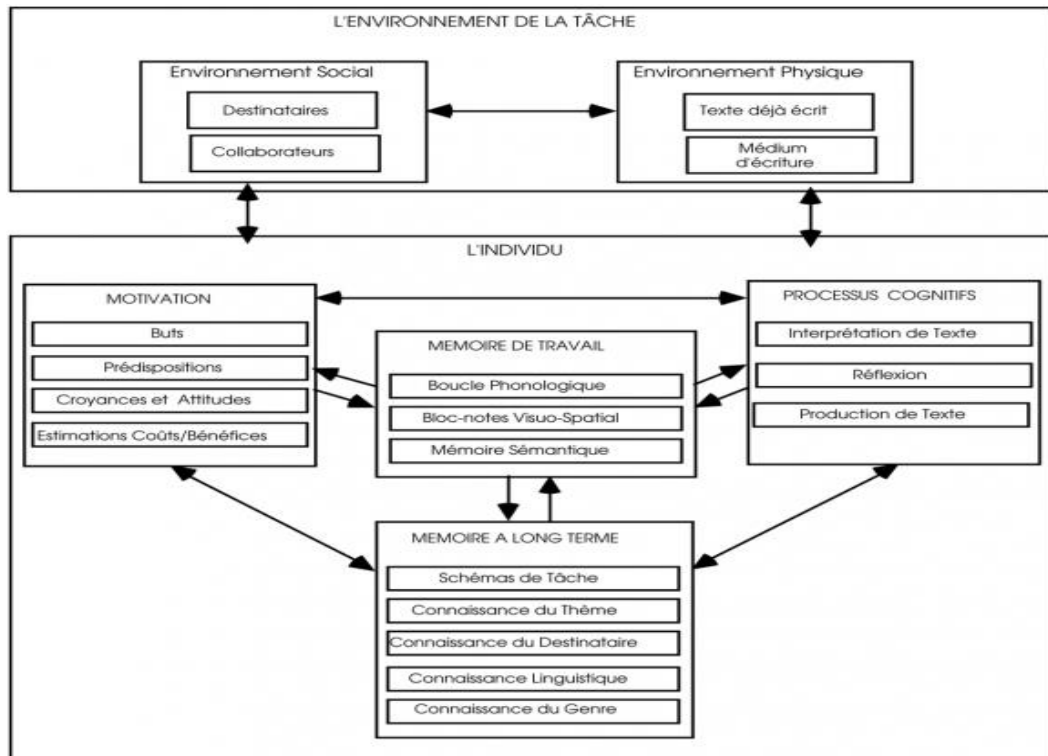 L'ENVIRONNEMENT DE LA TÂCHE
Environnement Social
Destinataires
Collaborateurs
Environnement Physique
Texte déjà écrit
Médium
d'écriture
L'INDIVIDU
MOTIVATION
Buts
Prédispositions
Croyances et Attitudes
Estimations Coûts/Bénéfices
MEMOIRE DE TRAVAIL
Boucle Phonologique
Bloc-notes Visuo-Spatial
Mémoire Sémantique
PROCESSUS COGNITIFS
Interprétation de Texte
Réflexion
Production de Texte
MEMOIRE A LONG TERME
Schémas de Tâche
Connaissance du Thème
Connaissance du Destinataire
Connaissance Linguistique
Connaissance du Genre